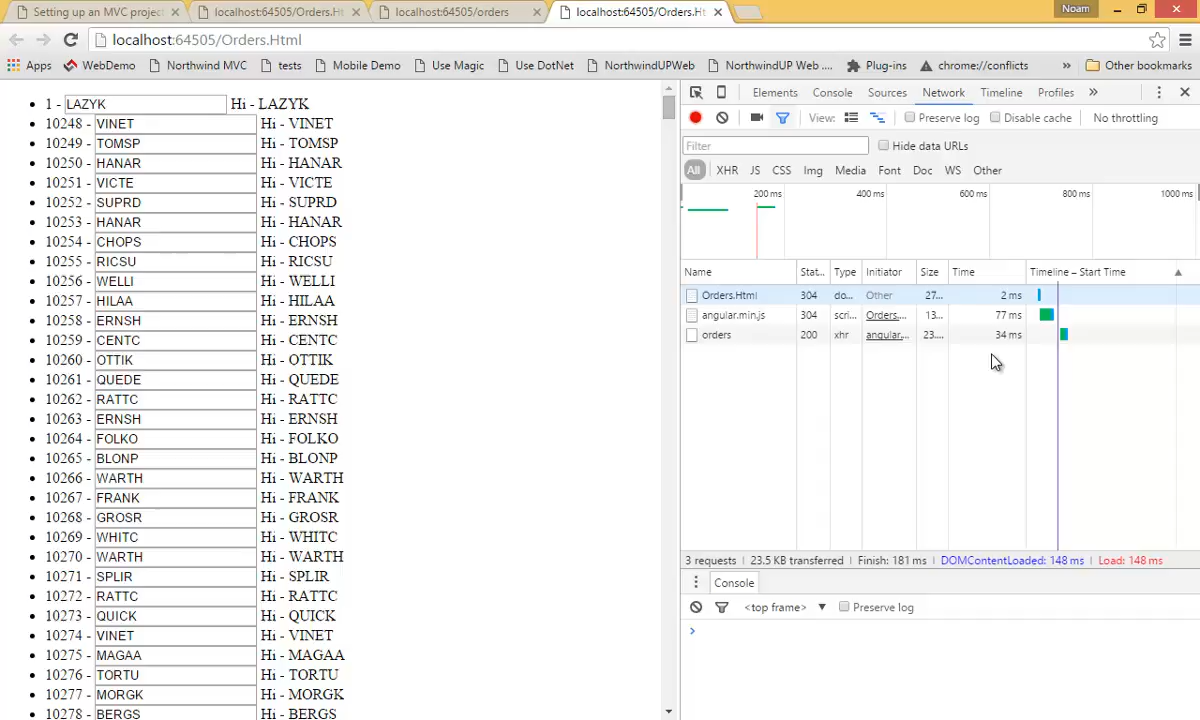 Setting up an MVC projec × localhost:64505/Orders.Ht × localhost:64505/orders × localhost:64505/Orders.H × Noam
localhost:64505/Orders.Html
Apps WebDemo Northwind MVC tests Mobile Demo Use Magic Use DotNet NorthwindUPWeb NorthwindUP Web .... Plug-ins chrome://conflicts » Other bookmarks
• 1 - LAZYK Hi - LAZYK
• 10248 - VINET Hi - VINET
• 10249 - TOMSP Hi - TOMSP
• 10250 - HANAR Hi - HANAR
• 10251 - VICTE Hi - VICTE
• 10252 - SUPRD Hi - SUPRD
• 10253 - HANAR Hi - HANAR
• 10254 - CHOPS Hi - CHOPS
• 10255 - RICSU Hi - RICSU
• 10256 - WELLI Hi - WELLI
• 10257 - HILAA Hi - HILAA
• 10258 - ERNSH Hi - ERNSH
• 10259 - CENTC Hi - CENTC
• 10260 - OTTIK Hi - OTTIK
• 10261 - QUEDE Hi - QUEDE
• 10262 - RATTC Hi - RATTC
• 10263 - ERNSH Hi - ERNSH
• 10264 - FOLKO Hi - FOLKO
• 10265 - BLONP Hi - BLONP
• 10266 - WARTH Hi - WARTH
• 10267 - FRANK Hi - FRANK
• 10268 - GROSR Hi - GROSR
• 10269 - WHITC Hi - WHITC
• 10270 - WARTH Hi - WARTH
• 10271 - SPLIR Hi - SPLIR
• 10272 - RATTC Hi - RATTC
• 10273 - QUICK Hi - QUICK
• 10274 - VINET Hi - VINET
• 10275 - MAGAA Hi - MAGAA
• 10276 - TORTU Hi - TORTU
• 10277 - MORGK Hi - MORGK
• 10278 - BERGS Hi - BERGS
Elements Console Sources Network Timeline Profiles »
View: Preserve log Disable cache No throttling
Filter Hide data URLs
All XHR JS CSS Img Media Font Doc WS Other
200 ms 400 ms 600 ms 800 ms 1000 ms
Name Stat... Type Initiator Size Time Timeline – Start Time
Orders.Html 304 do... Other 27... 2 ms
angular.min.js 304 scri... Orders.... 13... 77 ms
orders 200 xhr angular.... 23.... 34 ms
3 requests | 23.5 KB transferred | Finish: 181 ms | DOMContentLoaded: 148 ms | Load: 148 ms
Console
<top frame> ▼ Preserve log
>